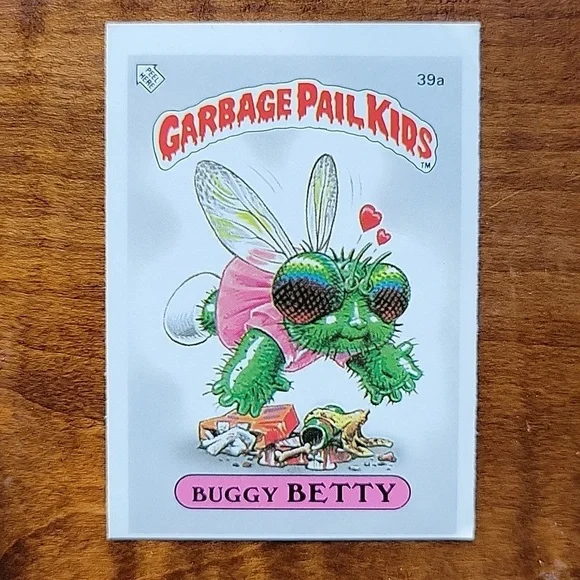 PEEL HERE
39a
GARBAGE PAIL KIDS
TM
BUGGY BETTY